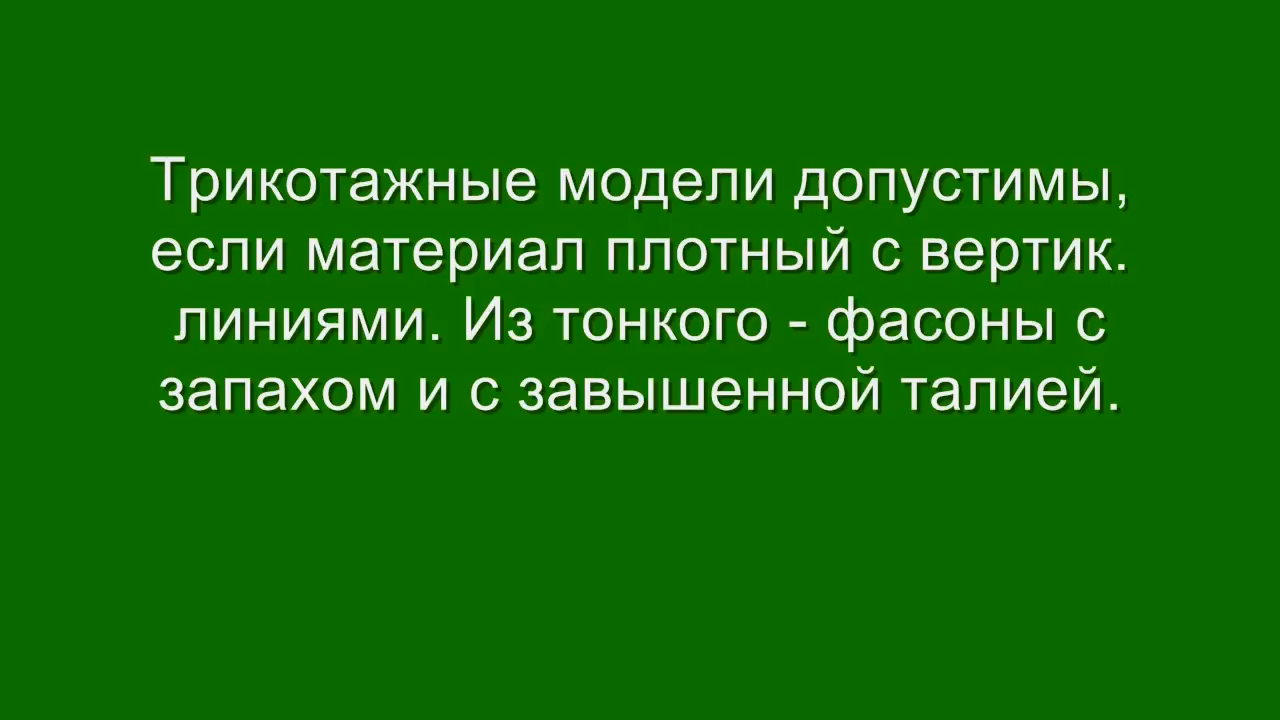 Трикотажные модели допустимы,
если материал плотный с вертик.
линиями. Из тонкого - фасоны с
запахом и с завышенной талией.